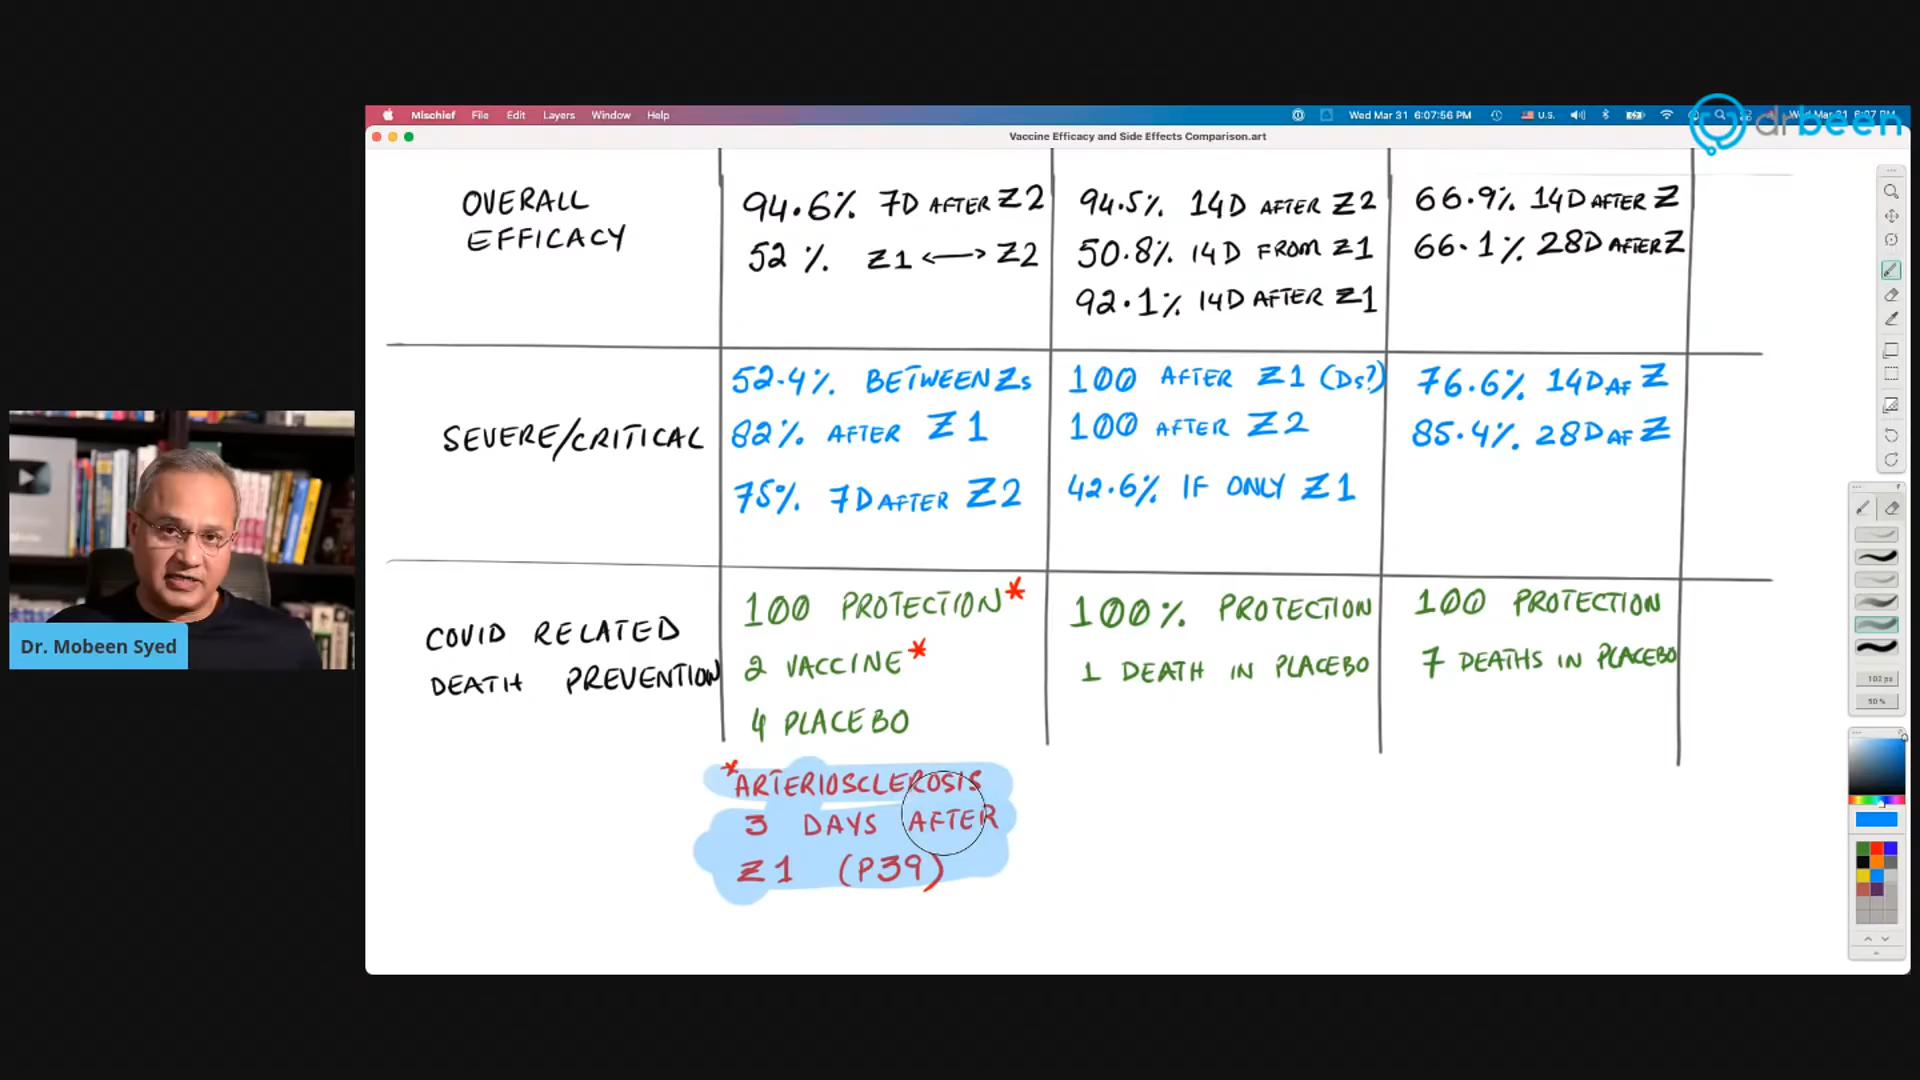 Mischief File Edit Layers Window Help
U.S.
Wed Mar 31 6:07:56 PM
drbeen
Vaccine Efficacy and Side Effects Comparison.art
OVERALL
EFFICACY
94.6% 7D AFTER Z2
52 % Z1 ⟷ Z2
94.5% 14D AFTER Z2
50.8% 14D FROM Z1
92.1% 14D AFTER Z1
66.9% 14D AFTER Z
66.1% 28D AFTER Z
SEVERE/CRITICAL
52.4% BETWEEN Zs
82% AFTER Z1
75% 7D AFTER Z2
100 AFTER Z1 (Ds?)
100 AFTER Z2
42.6% IF ONLY Z1
76.6% 14D AF Z
85.4% 28D AF Z
COVID RELATED
DEATH PREVENTION
100 PROTECTION*
2 VACCINE*
4 PLACEBO
100% PROTECTION
1 DEATH IN PLACEBO
100 PROTECTION
7 DEATHS IN PLACEBO
*ARTERIOSCLEROSIS
3 DAYS AFTER
Z1 (P39)
Dr. Mobeen Syed
102 px
50 %